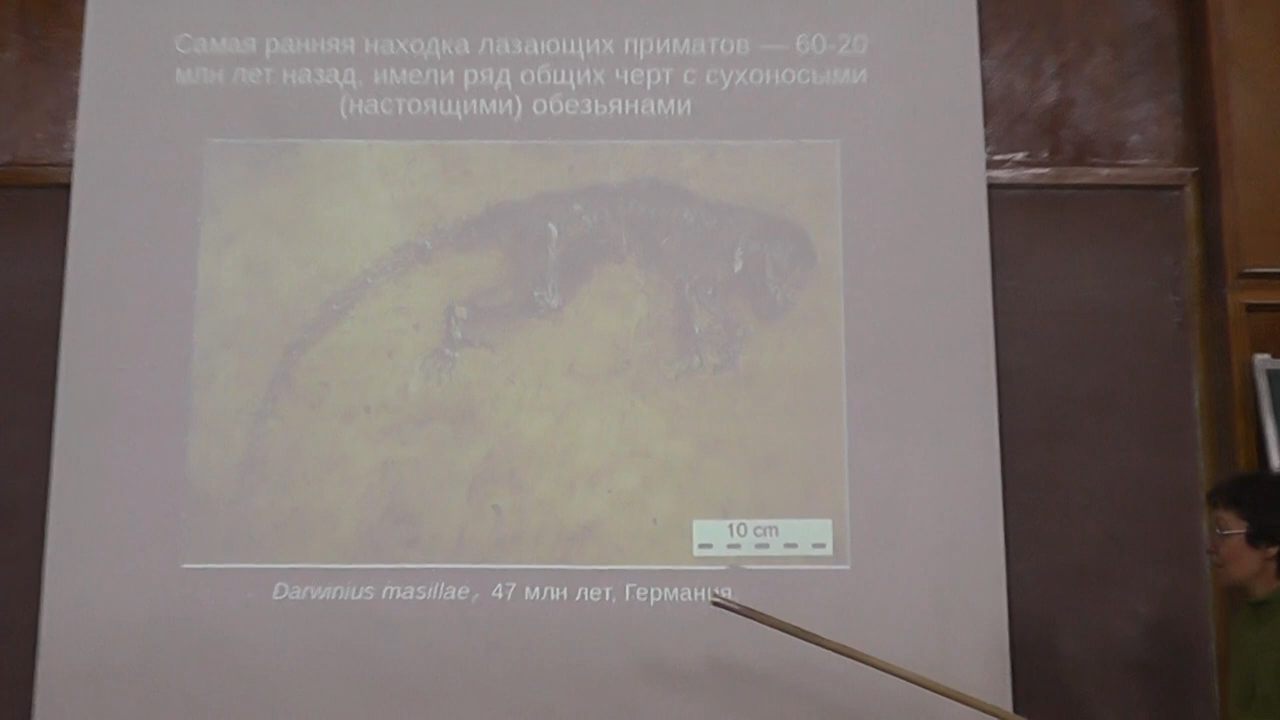 Самая ранняя находка лазающих приматов — 60-20
млн лет назад, имели ряд общих черт с сухоносыми
(настоящими) обезьянами
10 cm
Darwinius masillae, 47 млн лет, Германия